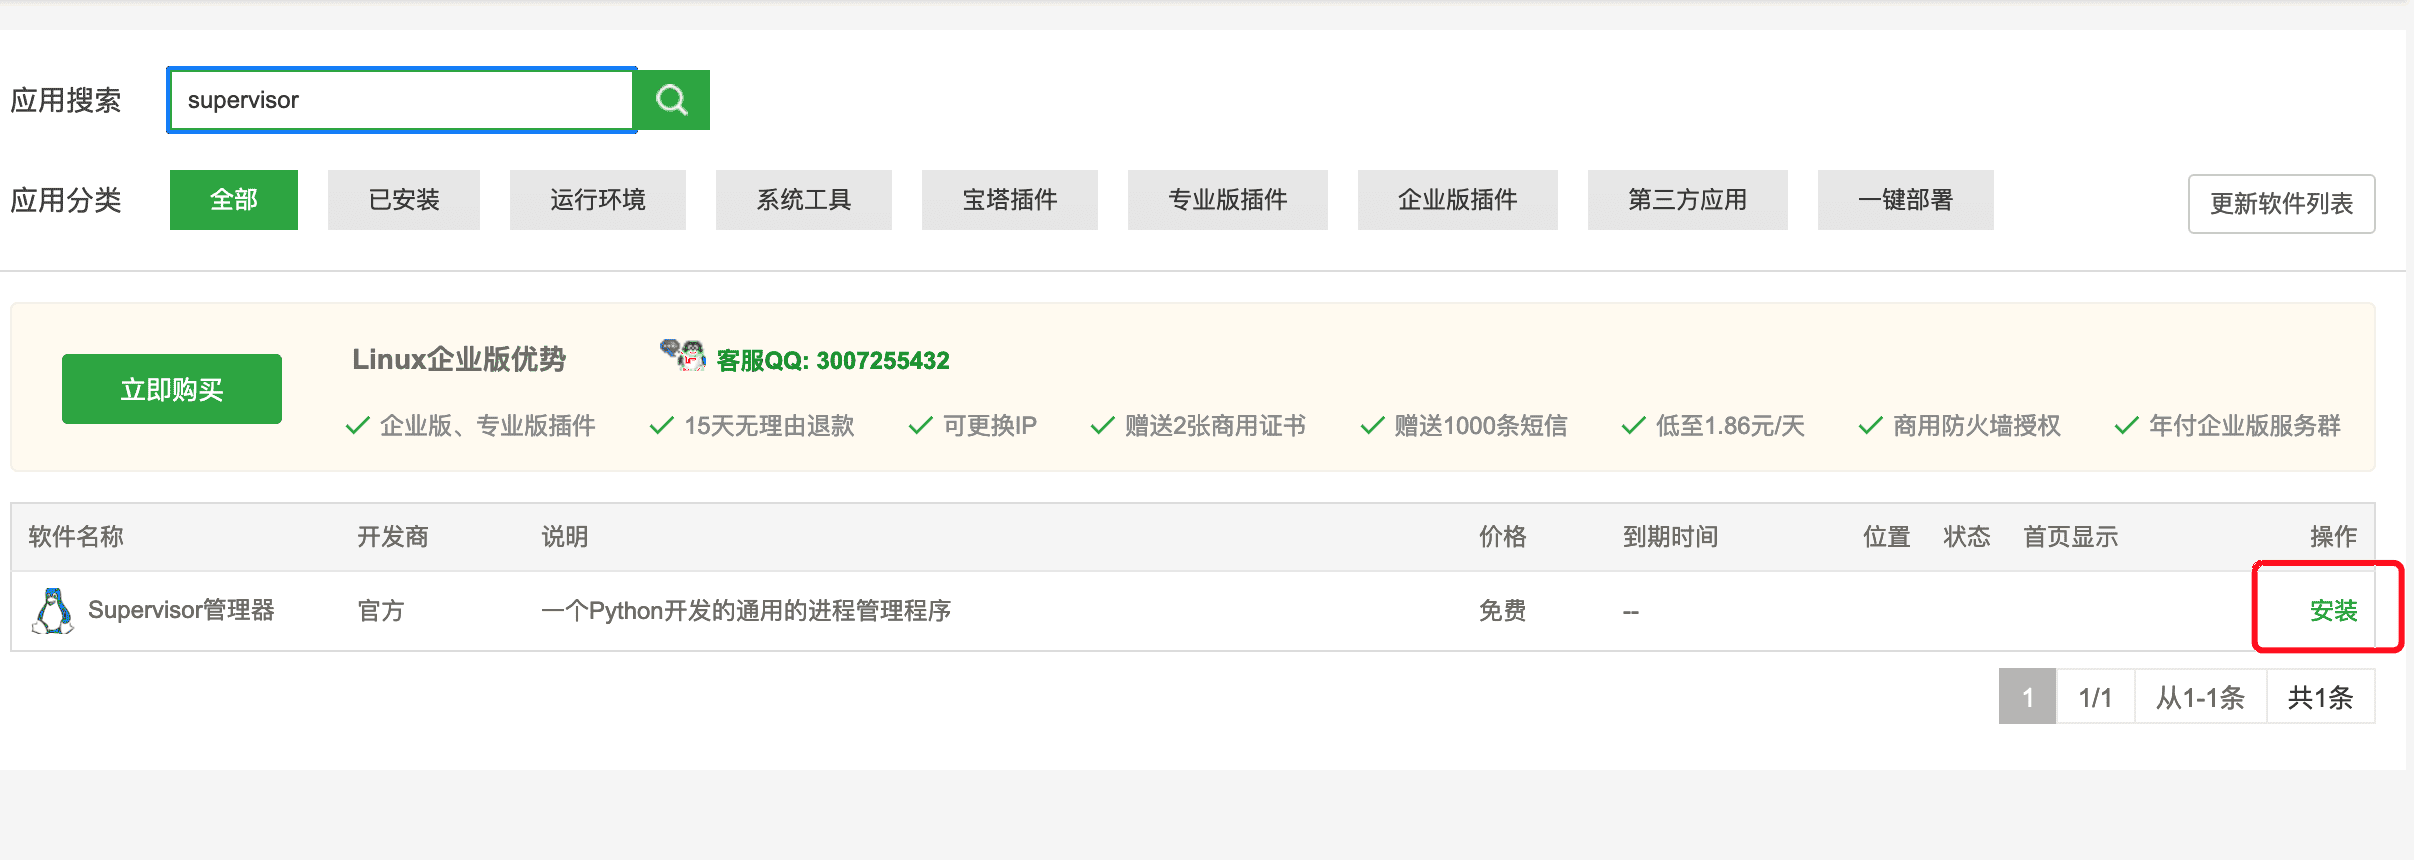 应用搜索 supervisor
应用分类 全部 已安装 运行环境 系统工具 宝塔插件 专业版插件 企业版插件 第三方应用 一键部署 更新软件列表
立即购买 Linux企业版优势 客服QQ: 3007255432
企业版、专业版插件 15天无理由退款 可更换IP 赠送2张商用证书 赠送1000条短信 低至1.86元/天 商用防火墙授权 年付企业版服务群
软件名称 开发商 说明 价格 到期时间 位置 状态 首页显示 操作
Supervisor管理器 官方 一个Python开发的通用的进程管理程序 免费 -- 安装
1 1/1 从1-1条 共1条